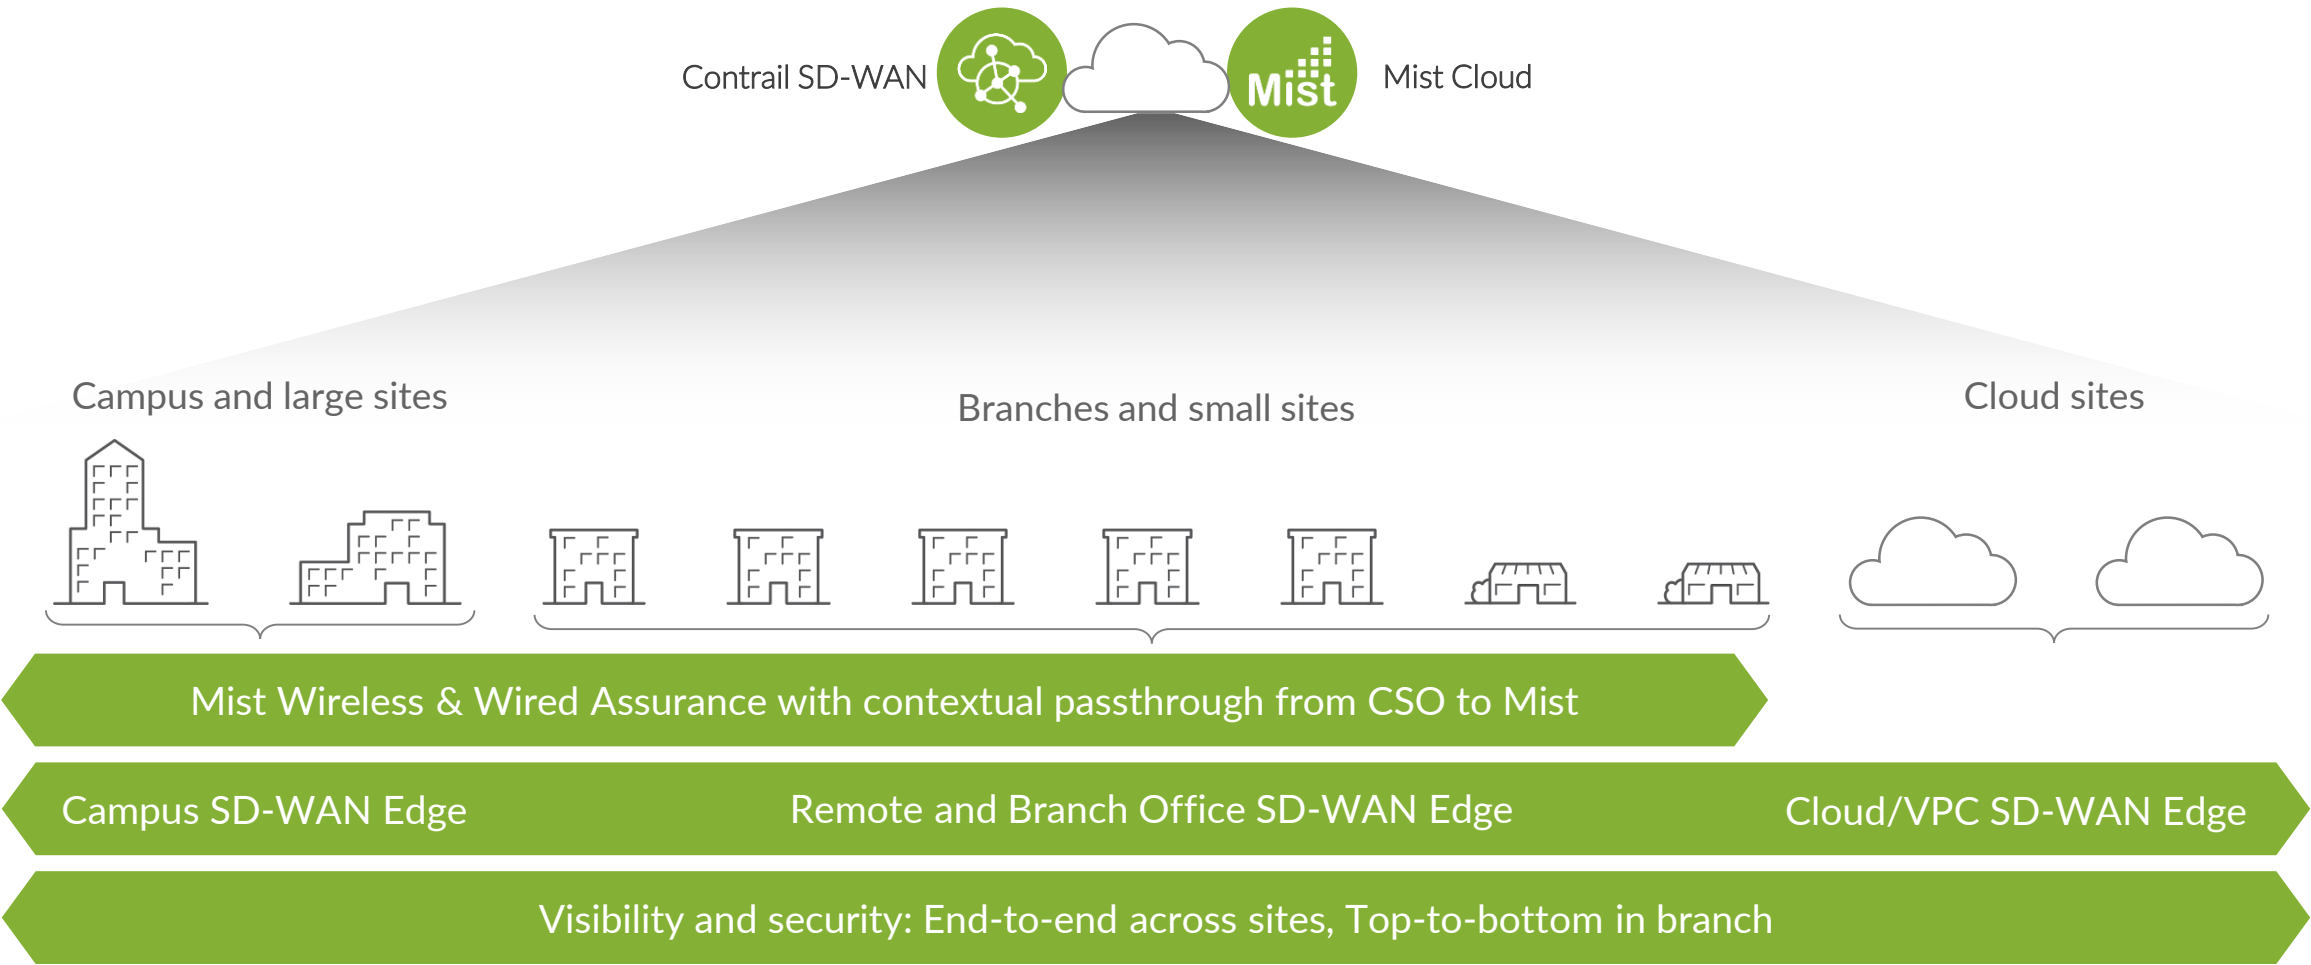 Contrail SD-WAN
Mist
Mist Cloud
Campus and large sites
Branches and small sites
Cloud sites
Mist Wireless & Wired Assurance with contextual passthrough from CSO to Mist
Campus SD-WAN Edge
Remote and Branch Office SD-WAN Edge
Cloud/VPC SD-WAN Edge
Visibility and security: End-to-end across sites, Top-to-bottom in branch